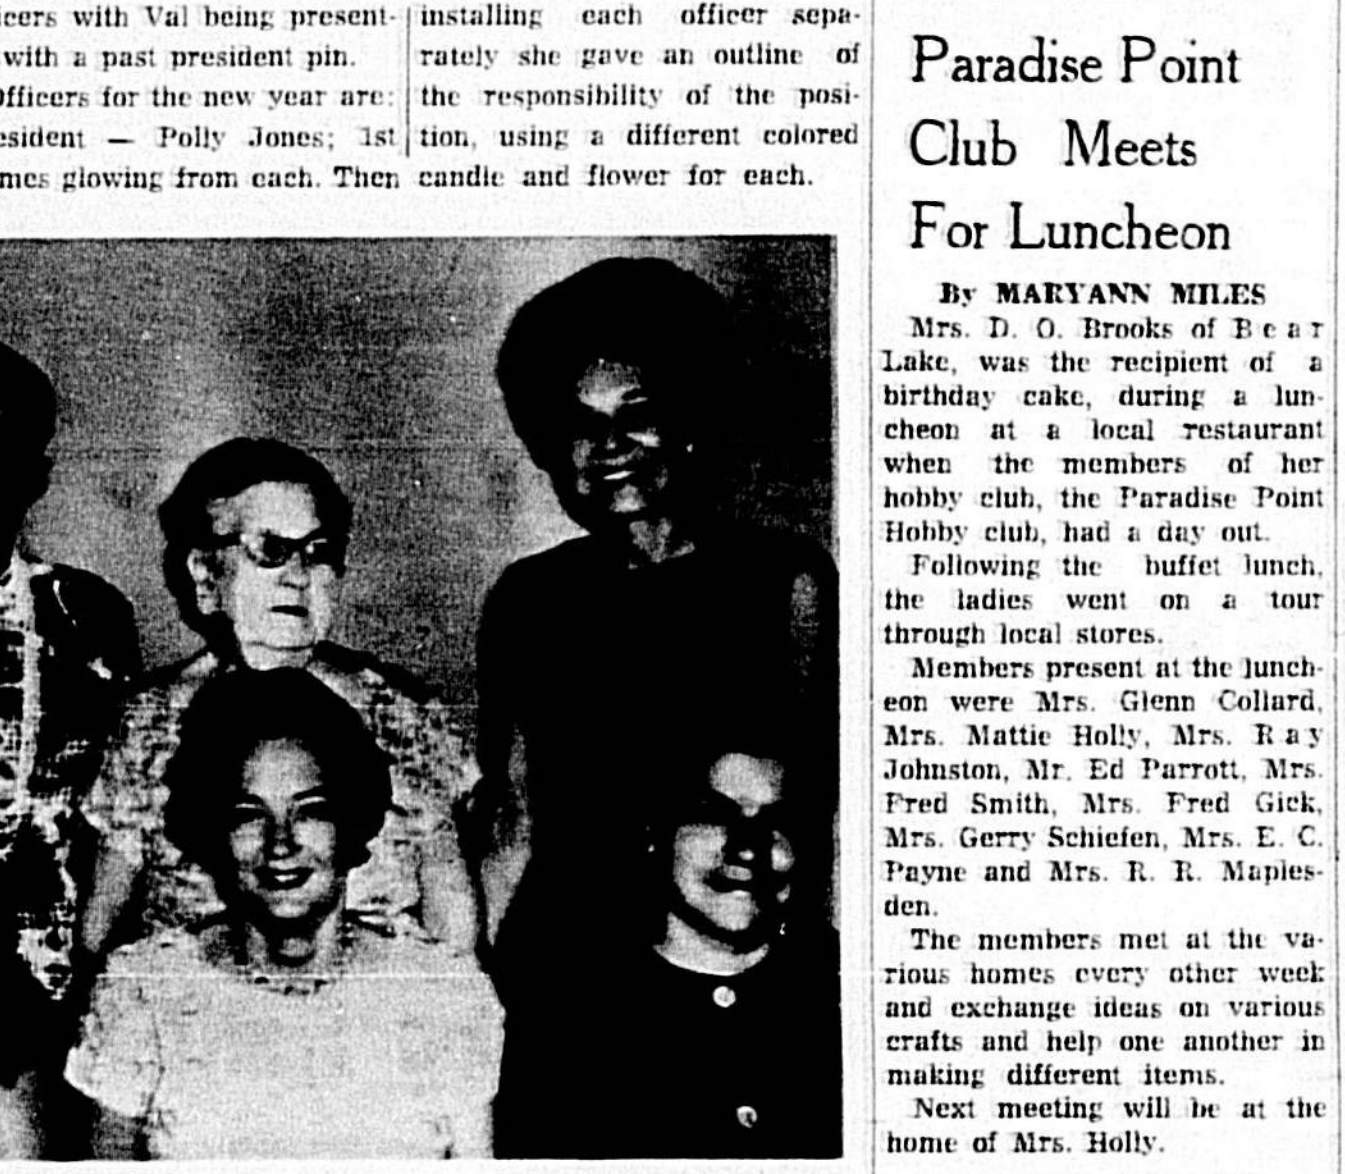 icers with Val being present-
with a past president pin.
Officers for the new year are:
esident — Polly Jones; 1st
mes glowing from each. Then
installing each officer sepa-
rately she gave an outline of
the responsibility of the posi-
tion, using a different colored
candle and flower for each.
Paradise Point
Club Meets
For Luncheon
By MARYANN MILES
Mrs. D. O. Brooks of Bear
Lake, was the recipient of a
birthday cake, during a lun-
cheon at a local restaurant
when the members of her
hobby club, the Paradise Point
Hobby club, had a day out.
Following the buffet lunch,
the ladies went on a tour
through local stores.
Members present at the lunch-
eon were Mrs. Glenn Collard,
Mrs. Mattie Holly, Mrs. Ray
Johnston, Mr. Ed Parrott, Mrs.
Fred Smith, Mrs. Fred Gick,
Mrs. Gerry Schiefen, Mrs. E. C.
Payne and Mrs. R. R. Maples-
den.
The members met at the va-
rious homes every other week
and exchange ideas on various
crafts and help one another in
making different items.
Next meeting will be at the
home of Mrs. Holly.